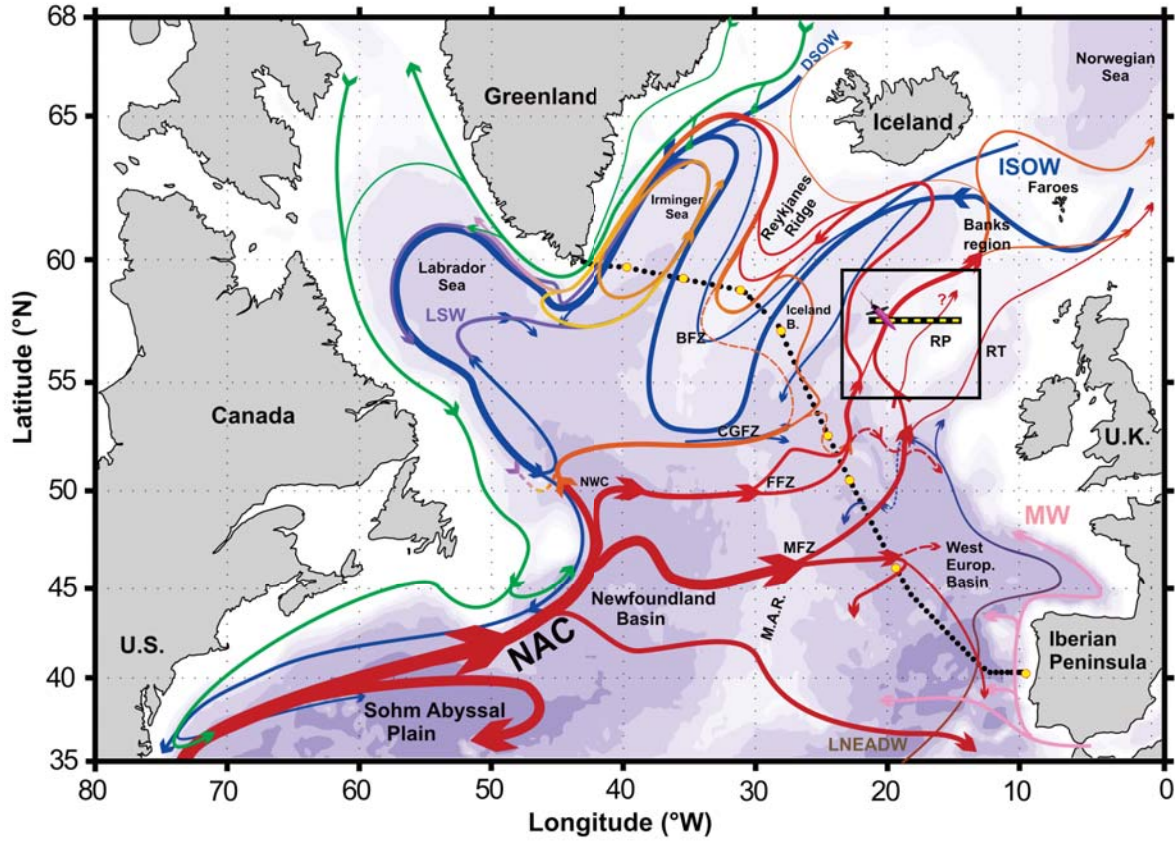 68
65
60
55
50
45
40
35
Latitude (°N)
80
70
60
50
40
30
20
10
0
Longitude (°W)
Greenland
DSOW
Iceland
Norwegian
Sea
ISOW
Faroes
Irminger
Sea
Reykjanes
Ridge
Banks
region
Labrador
Sea
LSW
Iceland
B.
BFZ
?
RP
RT
Canada
CGFZ
U.K.
NWC
FFZ
MW
MFZ
West
Europ.
Basin
Newfoundland
Basin
M.A.R.
U.S.
NAC
Iberian
Peninsula
Sohm Abyssal
Plain
LNEADW